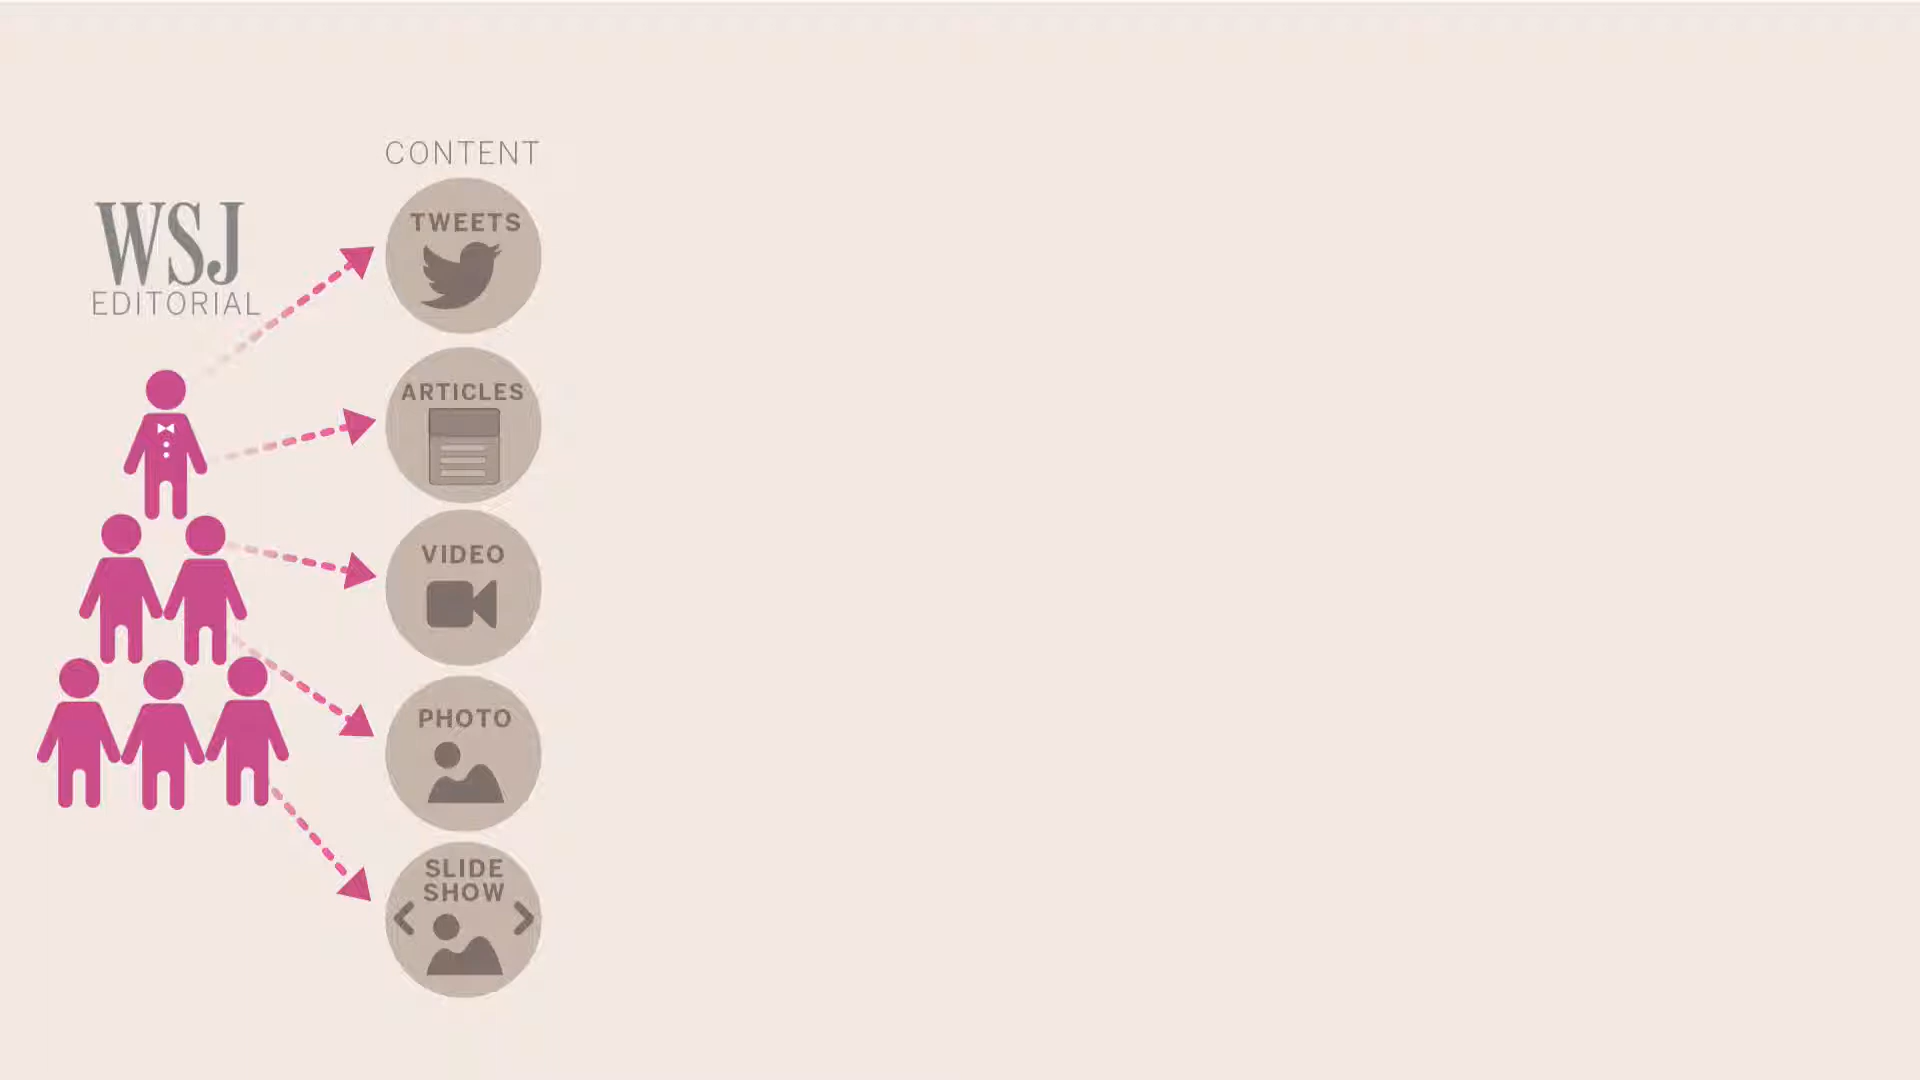 WSJ
EDITORIAL
CONTENT
TWEETS
ARTICLES
VIDEO
PHOTO
SLIDE
SHOW